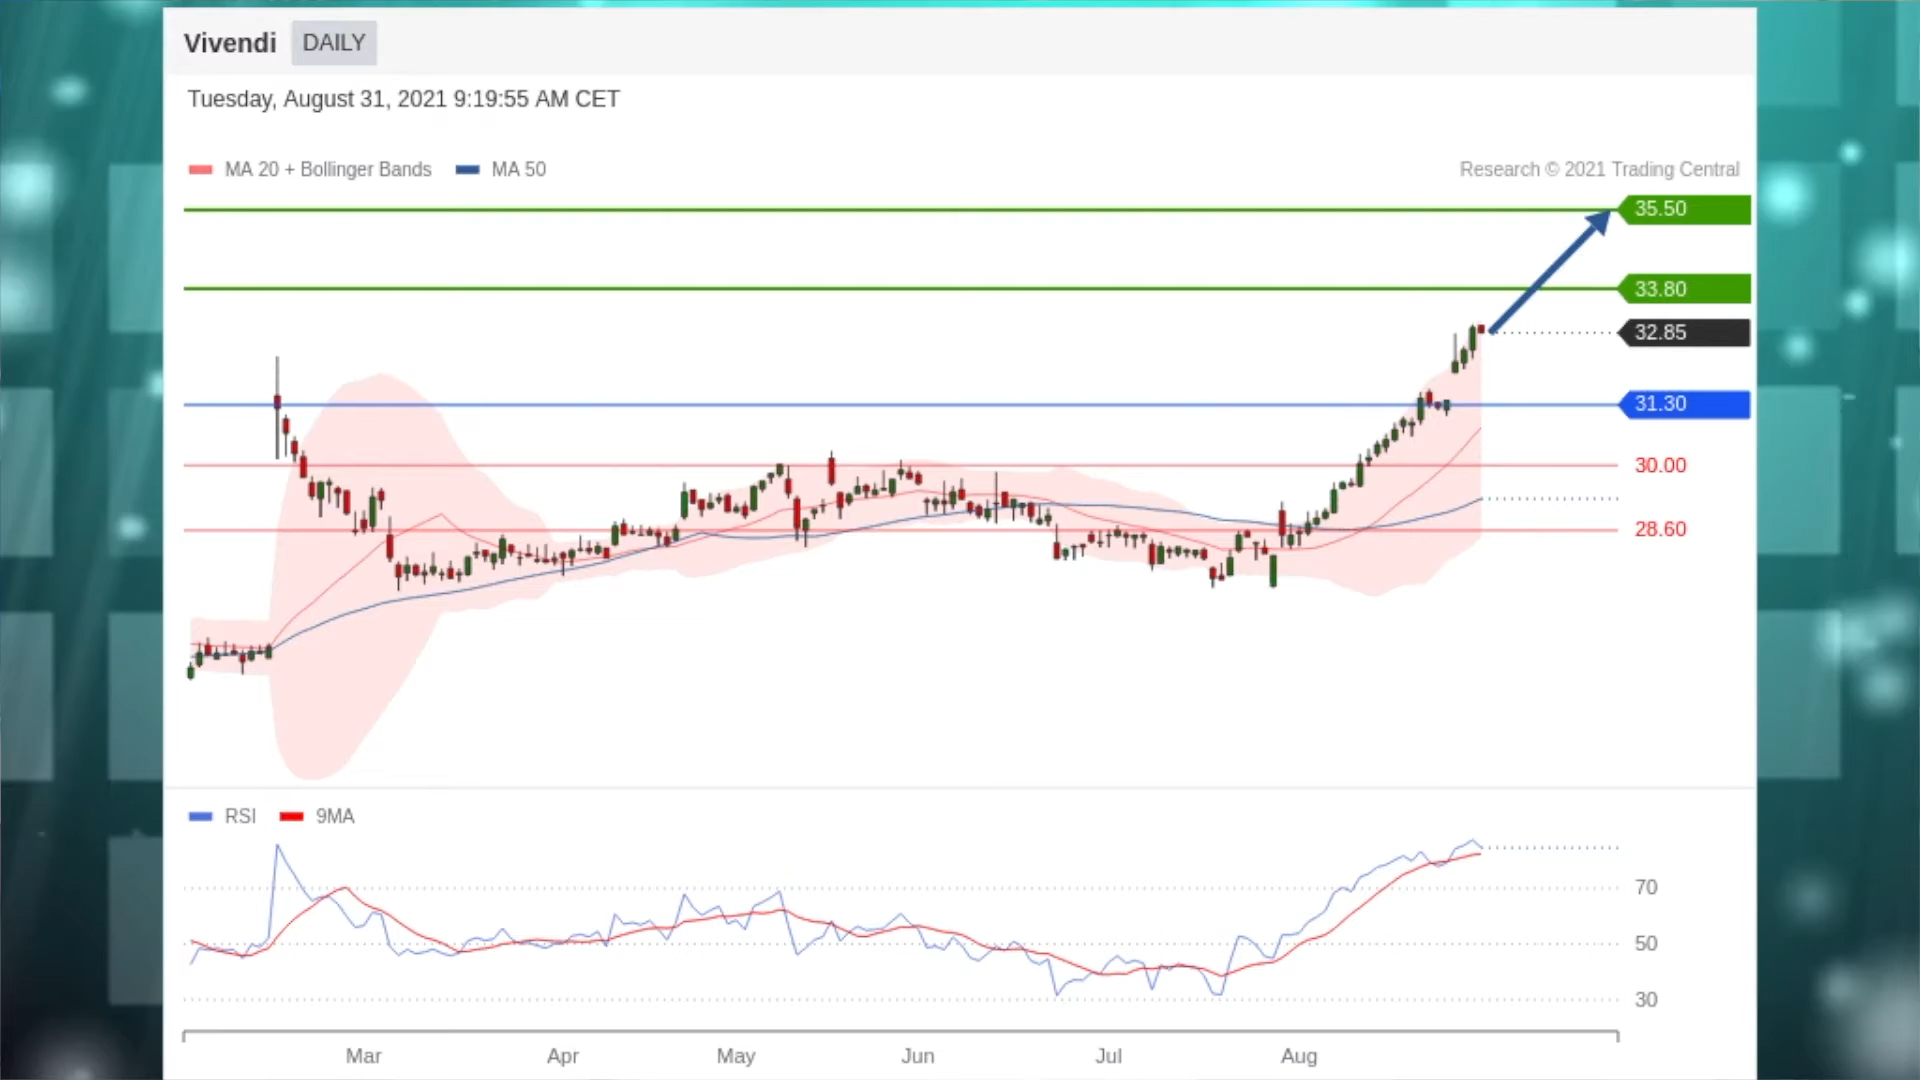 Vivendi DAILY
Tuesday, August 31, 2021 9:19:55 AM CET
MA 20 + Bollinger Bands MA 50
Research © 2021 Trading Central
35.50
33.80
32.85
31.30
30.00
28.60
RSI 9MA
70
50
30
Mar Apr May Jun Jul Aug